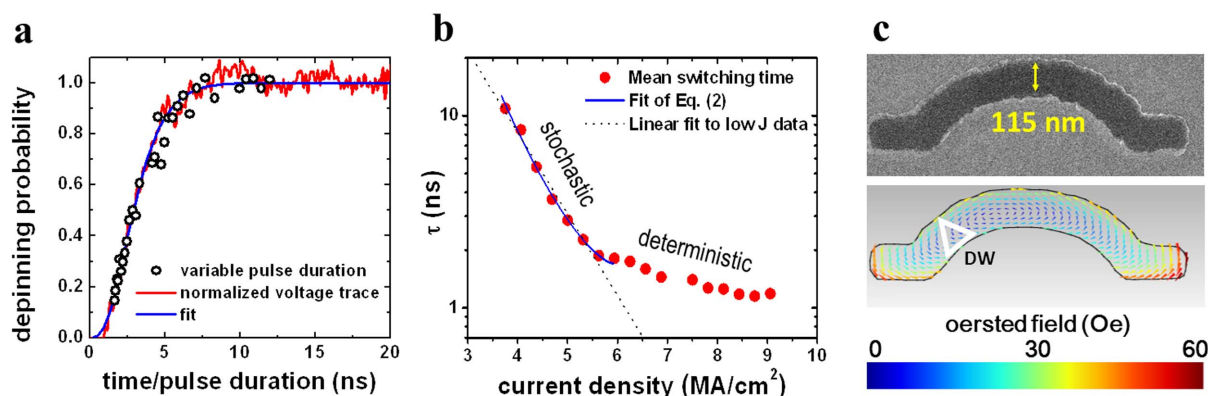 a
1.0
0.8
0.6
0.4
0.2
0.0
depinning probability
variable pulse duration
normalized voltage trace
fit
0 5 10 15 20
time/pulse duration (ns)
b
10
1
τ (ns)
Mean switching time
Fit of Eq. (2)
Linear fit to low J data
stochastic
deterministic
3 4 5 6 7 8 9 10
current density (MA/cm²)
c
115 nm
DW
oersted field (Oe)
0 30 60